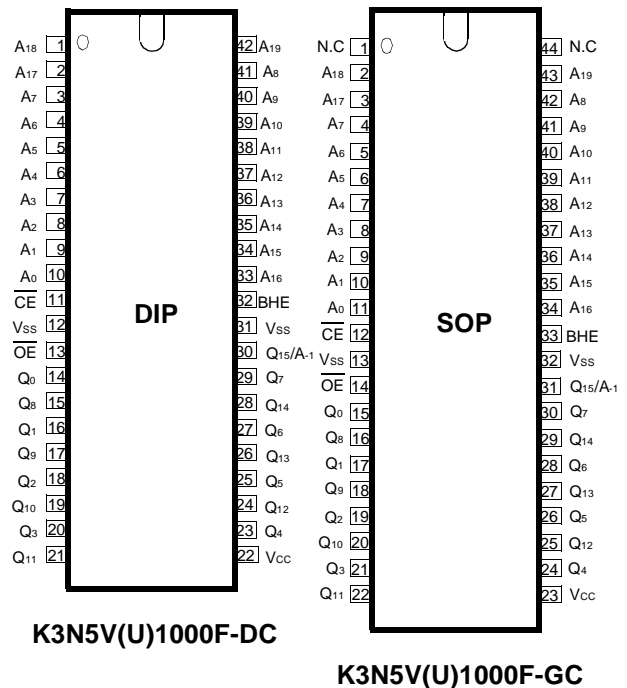 A18 1 42 A19
A17 2 41 A8
A7 3 40 A9
A6 4 39 A10
A5 5 38 A11
A4 6 37 A12
A3 7 36 A13
A2 8 35 A14
A1 9 34 A15
A0 10 33 A16
CE 11 32 BHE
VSS 12 31 VSS
OE 13 30 Q15/A-1
Q0 14 29 Q7
Q8 15 28 Q14
Q1 16 27 Q6
Q9 17 26 Q13
Q2 18 25 Q5
Q10 19 24 Q12
Q3 20 23 Q4
Q11 21 22 VCC
DIP
K3N5V(U)1000F-DC
N.C 1 44 N.C
A18 2 43 A19
A17 3 42 A8
A7 4 41 A9
A6 5 40 A10
A5 6 39 A11
A4 7 38 A12
A3 8 37 A13
A2 9 36 A14
A1 10 35 A15
A0 11 34 A16
CE 12 33 BHE
VSS 13 32 VSS
OE 14 31 Q15/A-1
Q0 15 30 Q7
Q8 16 29 Q14
Q1 17 28 Q6
Q9 18 27 Q13
Q2 19 26 Q5
Q10 20 25 Q12
Q3 21 24 Q4
Q11 22 23 VCC
SOP
K3N5V(U)1000F-GC